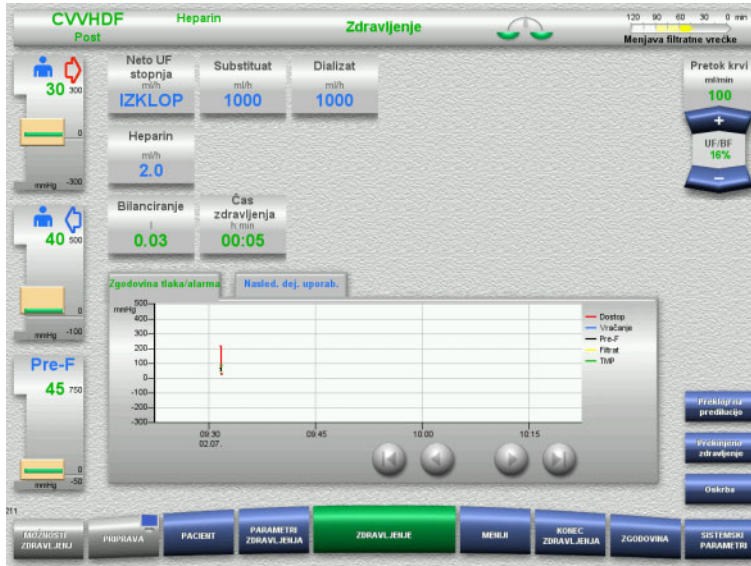 CVVHDF
Heparin
Post
Zdravljenje
120 90 60 30 0 min
Menjava filtratne vrečke
30 300
0
mmHg -300
Neto UF
stopnja
ml/h
IZKLOP
Substituat
ml/h
1000
Dializat
ml/h
1000
Pretok krvi
ml/min
100
+
UF/BF
16%
−
Heparin
ml/h
2.0
Bilanciranje
l
0.03
Čas
zdravljenja
h:min
00:05
40 500
0
mmHg -100
Pre-F
45 750
0
mmHg -50
Zgodovina tlaka/alarma
Nasled. dej. uporab.
mmHg
500
400
300
200
100
0
-100
-200
-300
09:30
02.07.
09:45
10:00
10:15
Dostop
Vračanje
Pre-F
Filtrat
TMP
Preklop na
predilucijo
Prekinjeno
zdravljenje
Oskrba
211
MOŽNOSTI
ZDRAVLJENJ
PRIPRAVA
PACIENT
PARAMETRI
ZDRAVLJENJA
ZDRAVLJENJE
MENIJI
KONEC
ZDRAVLJENJA
ZGODOVINA
SISTEMSKI
PARAMETRI